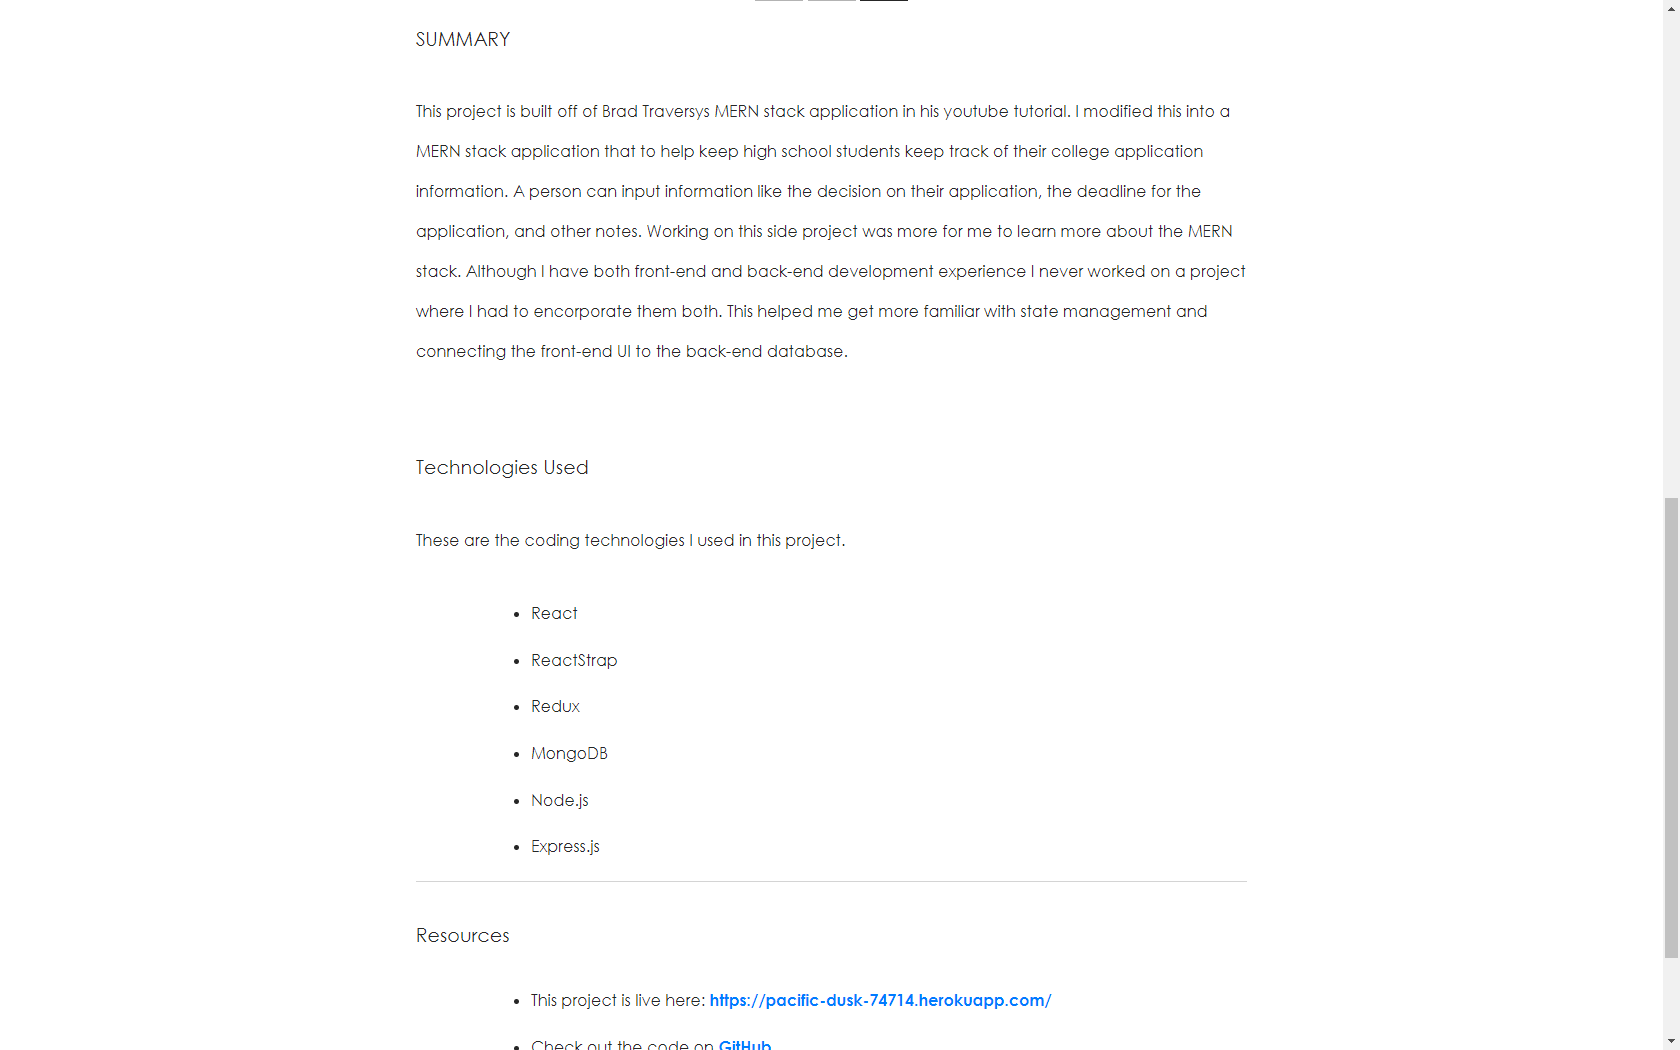 SUMMARY
This project is built off of Brad Traversys MERN stack application in his youtube tutorial. I modified this into a
MERN stack application that to help keep high school students keep track of their college application
information. A person can input information like the decision on their application, the deadline for the
application, and other notes. Working on this side project was more for me to learn more about the MERN
stack. Although I have both front-end and back-end development experience I never worked on a project
where I had to encorporate them both. This helped me get more familiar with state management and
connecting the front-end UI to the back-end database.
Technologies Used
These are the coding technologies I used in this project.
• React
• ReactStrap
• Redux
• MongoDB
• Node.js
• Express.js
Resources
• This project is live here: https://pacific-dusk-74714.herokuapp.com/
• Check out the code on GitHub